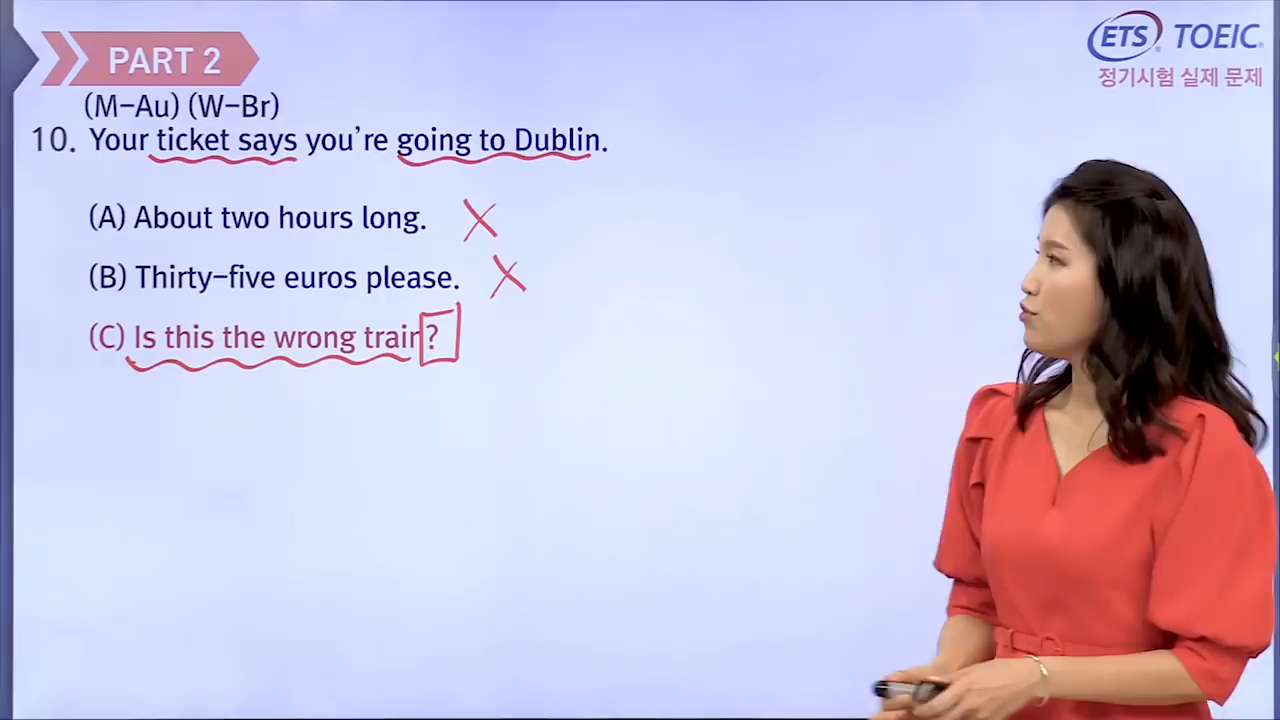 PART 2
ETS TOEIC
정기시험 실제 문제
(M-Au) (W-Br)
10. Your ticket says you're going to Dublin.
(A) About two hours long.
(B) Thirty-five euros please.
(C) Is this the wrong train?